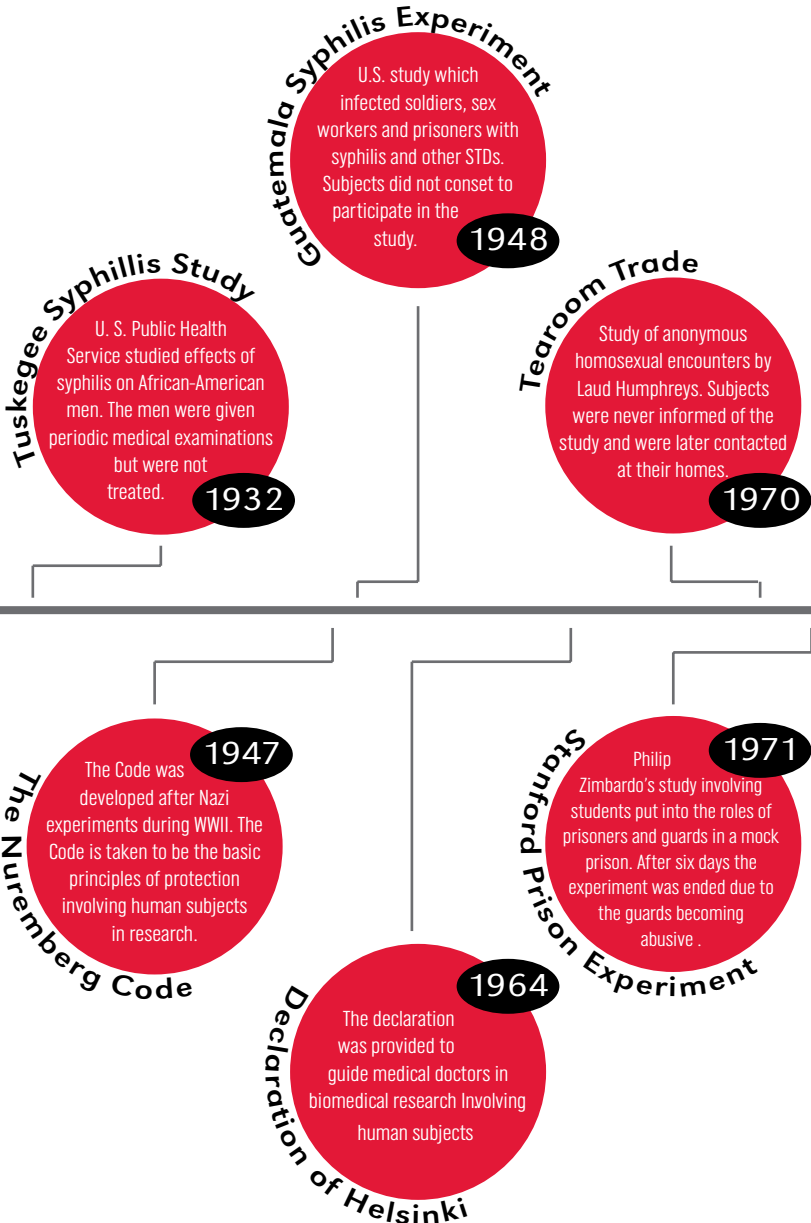 Guatemala Syphilis Experiment
U.S. study which
infected soldiers, sex
workers and prisoners with
syphilis and other STDs.
Subjects did not conset to
participate in the
study.
1948
Tuskegee Syphillis Study
U. S. Public Health
Service studied effects of
syphilis on African-American
men. The men were given
periodic medical examinations
but were not
treated.
1932
Tearoom Trade
Study of anonymous
homosexual encounters by
Laud Humphreys. Subjects
were never informed of the
study and were later contacted
at their homes.
1970
The Nuremberg Code
1947
The Code was
developed after Nazi
experiments during WWII. The
Code is taken to be the basic
principles of protection
involving human subjects
in research.
Stanford Prison Experiment
1971
Philip
Zimbardo's study involving
students put into the roles of
prisoners and guards in a mock
prison. After six days the
experiment was ended due to
the guards becoming
abusive .
Declaration of Helsinki
1964
The declaration
was provided to
guide medical doctors in
biomedical research Involving
human subjects